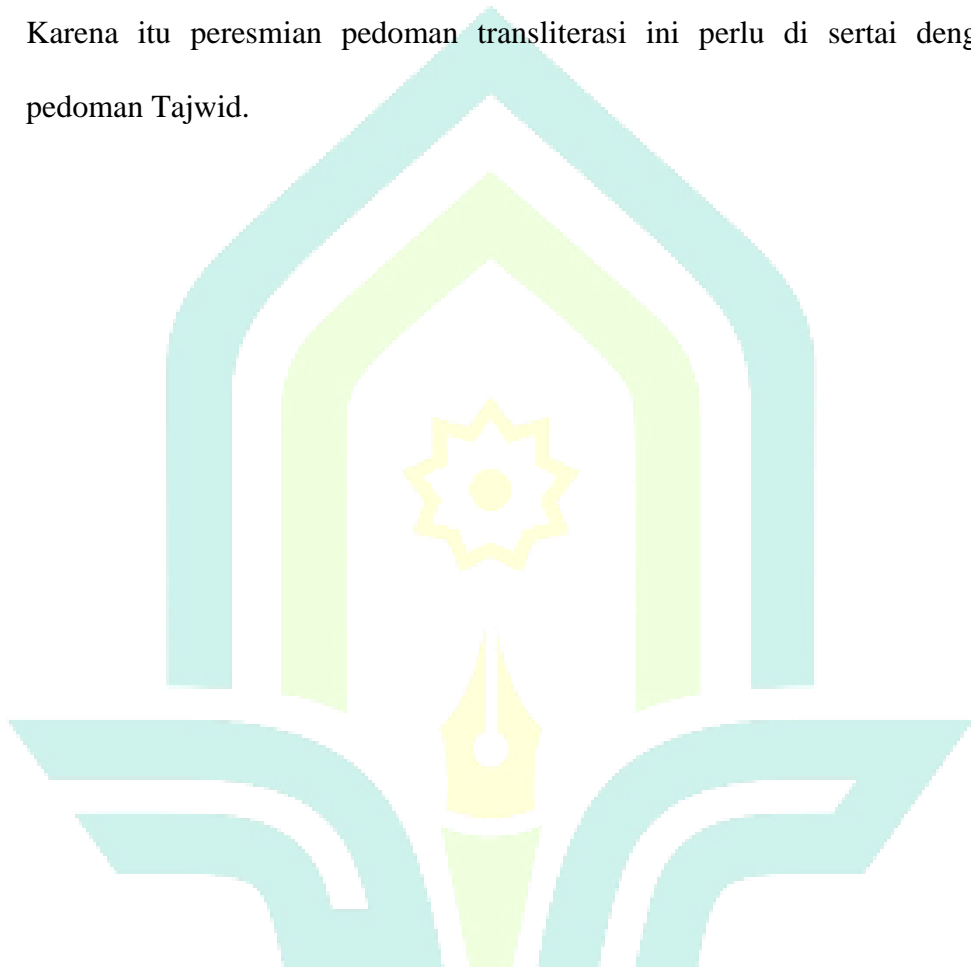 Karena itu peresmian pedoman transliterasi ini perlu di sertai deng
pedoman Tajwid.